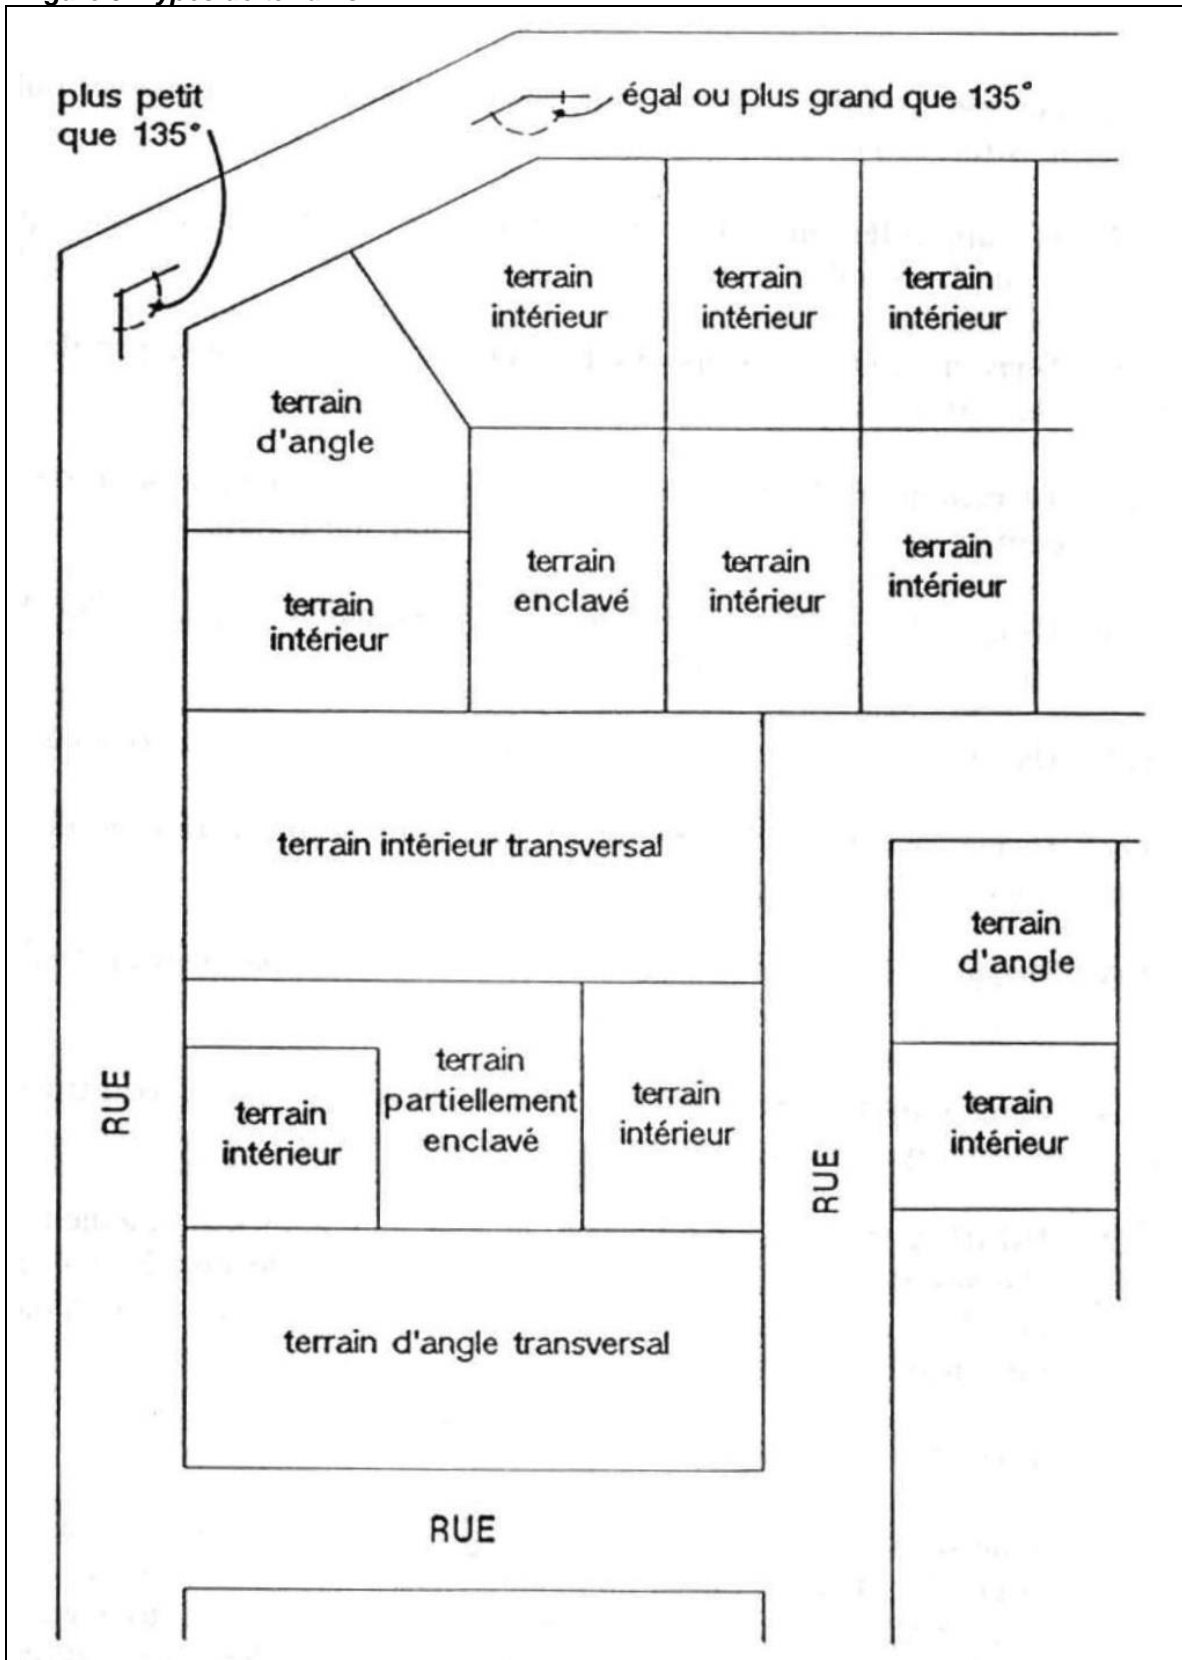 plus petit
que 135°
égal ou plus grand que 135°
terrain
intérieur
terrain
intérieur
terrain
intérieur
terrain
d'angle
terrain
enclavé
terrain
intérieur
terrain
intérieur
terrain
intérieur
terrain intérieur transversal
terrain
d'angle
RUE
terrain
intérieur
terrain
partiellement
enclavé
terrain
intérieur
RUE
terrain
intérieur
terrain d'angle transversal
RUE